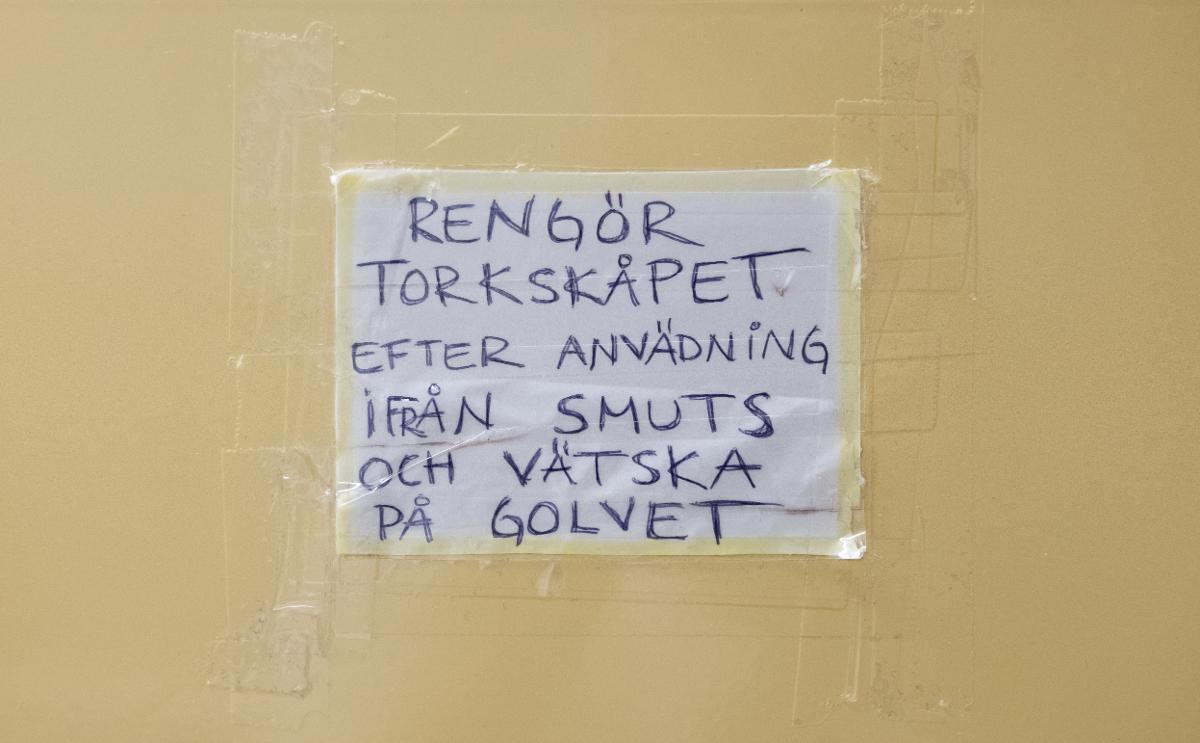 RENGÖR
TORKSKÅPET
EFTER ANVÄDNING
IFRÅN SMUTS
OCH VÄTSKA
PÅ GOLVET